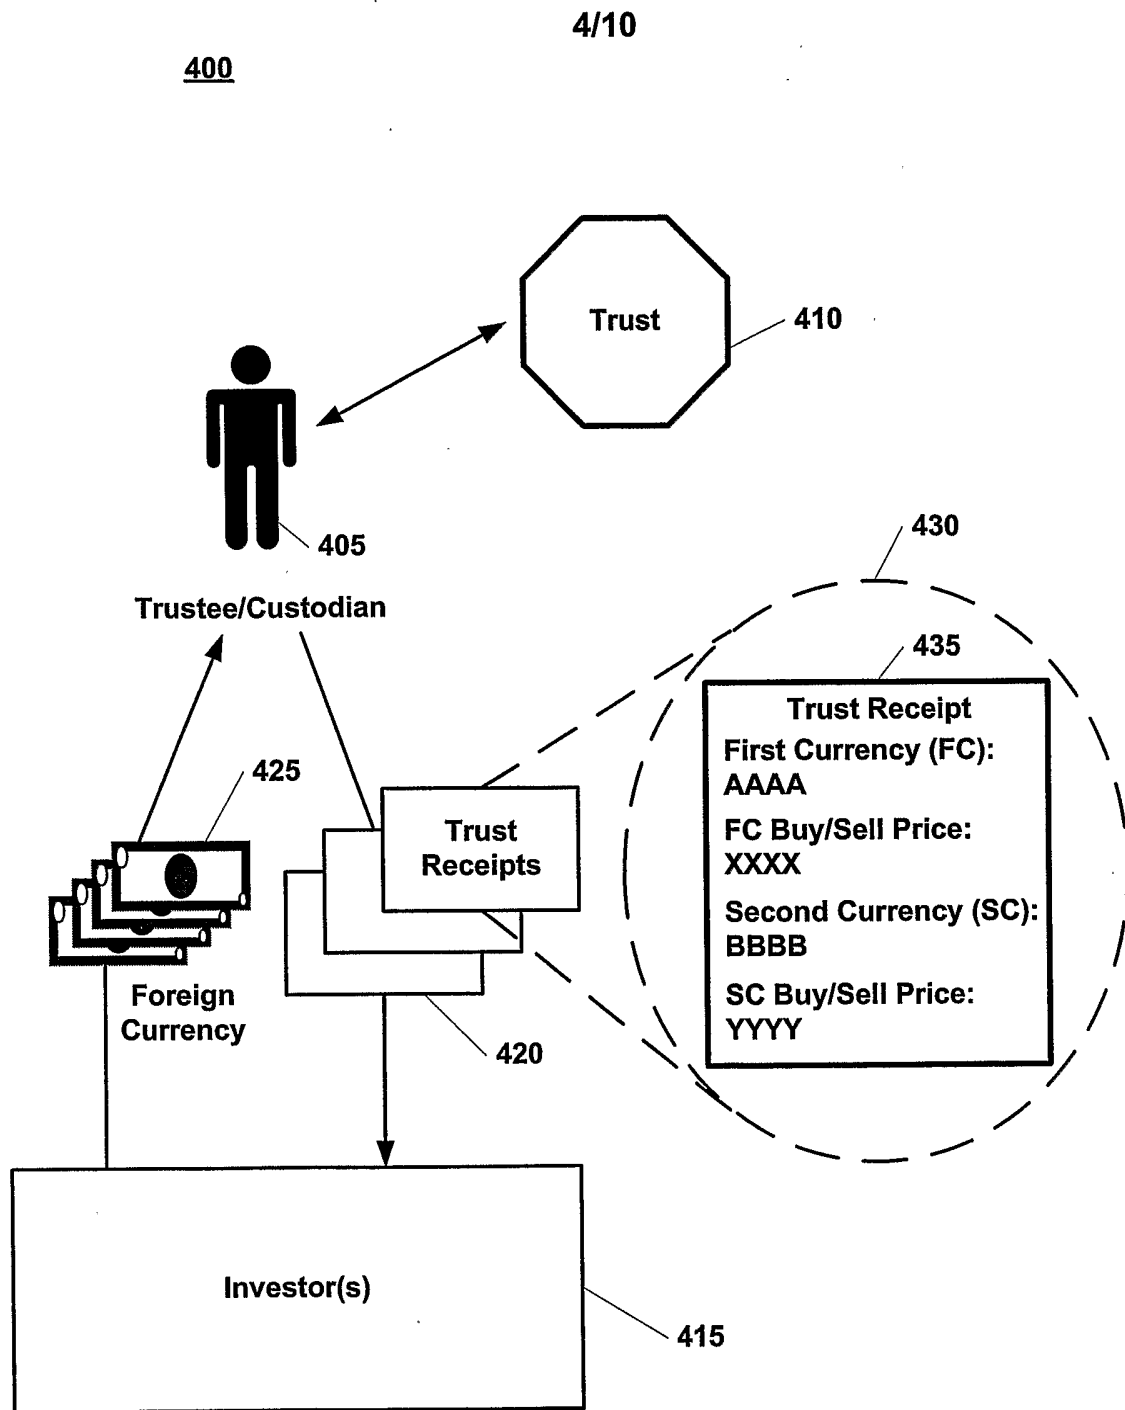 4/10
400
Trust
410
405
Trustee/Custodian
430
435
Trust Receipt
First Currency (FC):
AAAA
FC Buy/Sell Price:
XXXX
Second Currency (SC):
BBBB
SC Buy/Sell Price:
YYYY
425
Trust
Receipts
Foreign
Currency
420
Investor(s)
415